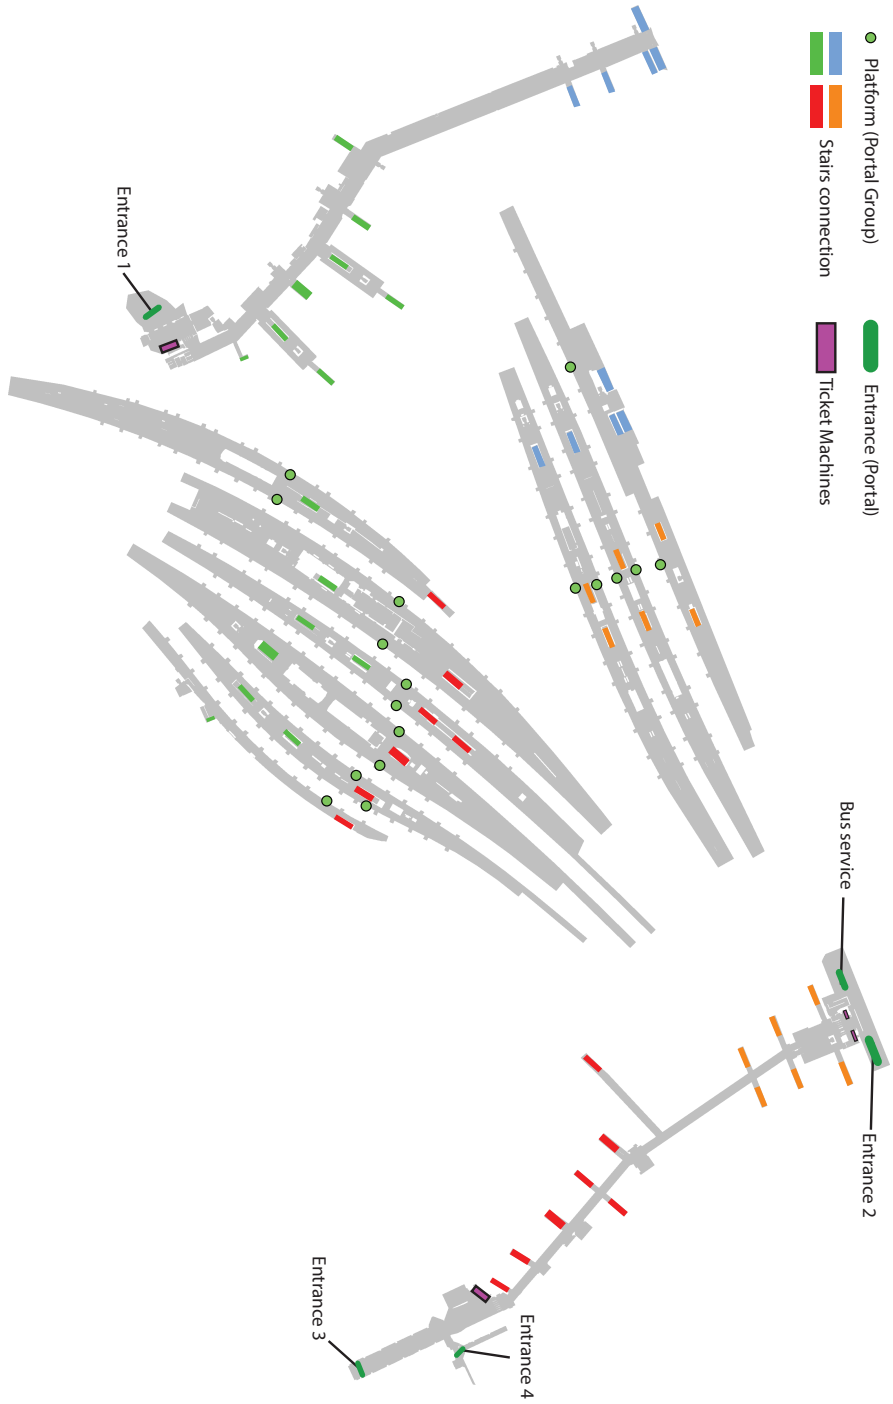 Platform (Portal Group)
Entrance (Portal)
Stairs connection
Ticket Machines
Entrance 1
Bus service
Entrance 2
Entrance 3
Entrance 4